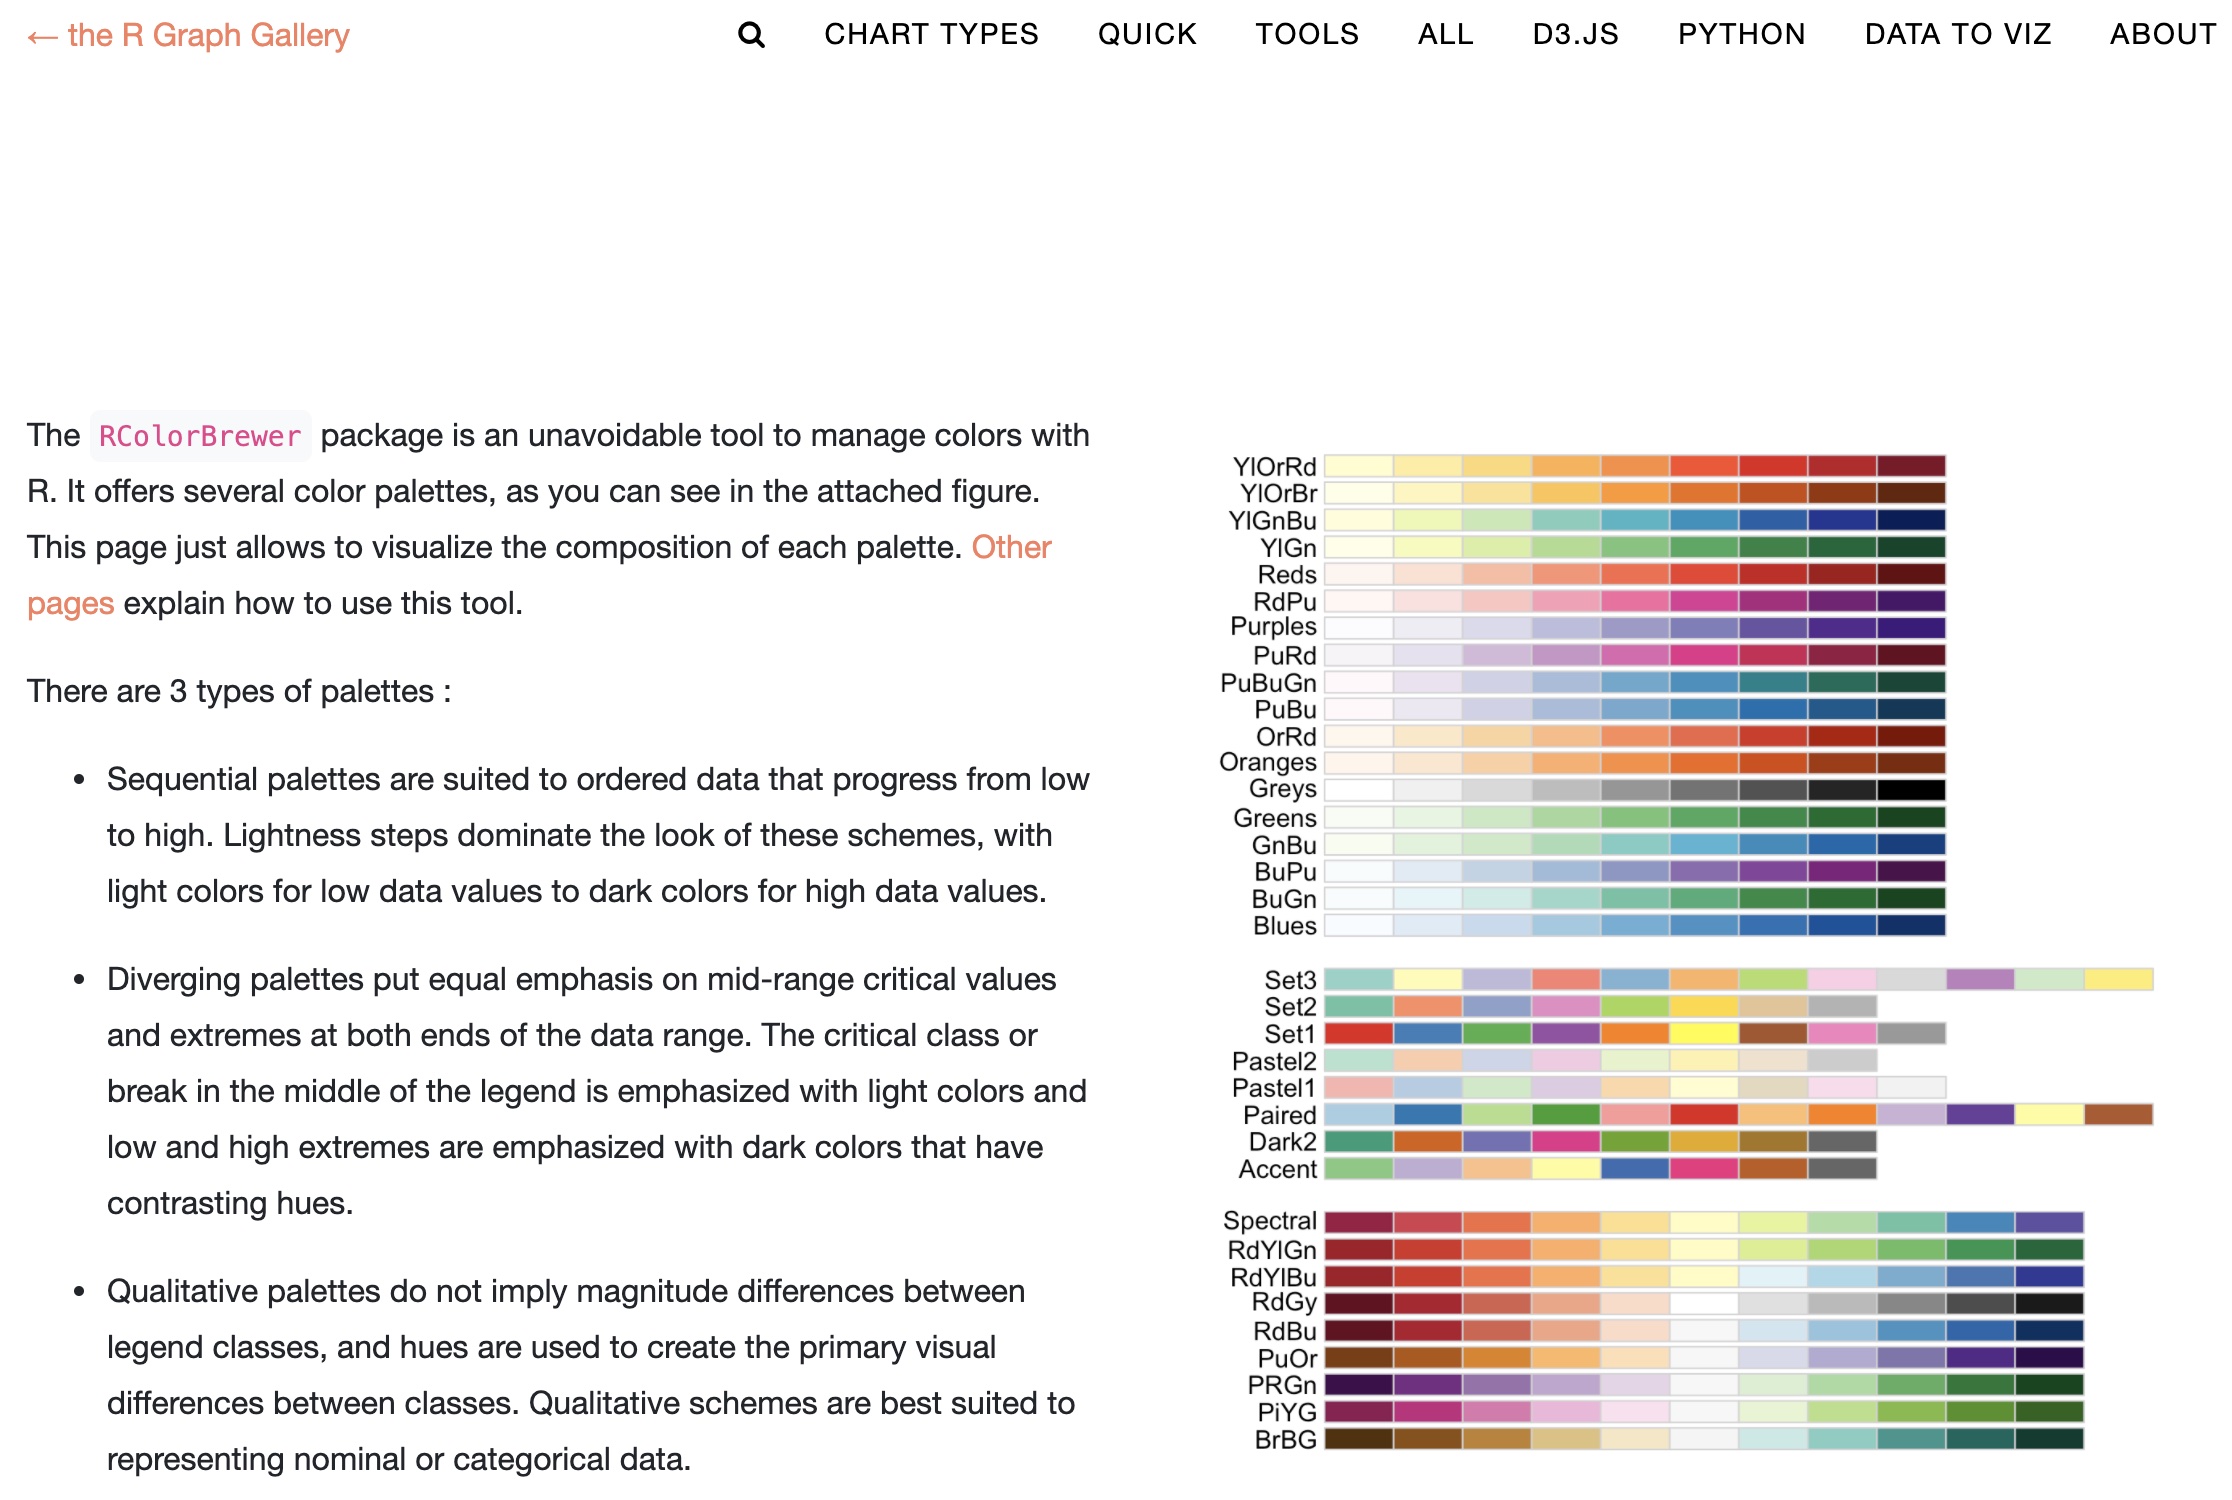 ← the R Graph Gallery
CHART TYPES QUICK TOOLS ALL D3.JS PYTHON DATA TO VIZ ABOUT
The RColorBrewer package is an unavoidable tool to manage colors with
R. It offers several color palettes, as you can see in the attached figure.
This page just allows to visualize the composition of each palette. Other
pages explain how to use this tool.
There are 3 types of palettes :
• Sequential palettes are suited to ordered data that progress from low
to high. Lightness steps dominate the look of these schemes, with
light colors for low data values to dark colors for high data values.
• Diverging palettes put equal emphasis on mid-range critical values
and extremes at both ends of the data range. The critical class or
break in the middle of the legend is emphasized with light colors and
low and high extremes are emphasized with dark colors that have
contrasting hues.
• Qualitative palettes do not imply magnitude differences between
legend classes, and hues are used to create the primary visual
differences between classes. Qualitative schemes are best suited to
representing nominal or categorical data.
YlOrRd
YlOrBr
YlGnBu
YlGn
Reds
RdPu
Purples
PuRd
PuBuGn
PuBu
OrRd
Oranges
Greys
Greens
GnBu
BuPu
BuGn
Blues
Set3
Set2
Set1
Pastel2
Pastel1
Paired
Dark2
Accent
Spectral
RdYlGn
RdYlBu
RdGy
RdBu
PuOr
PRGn
PiYG
BrBG